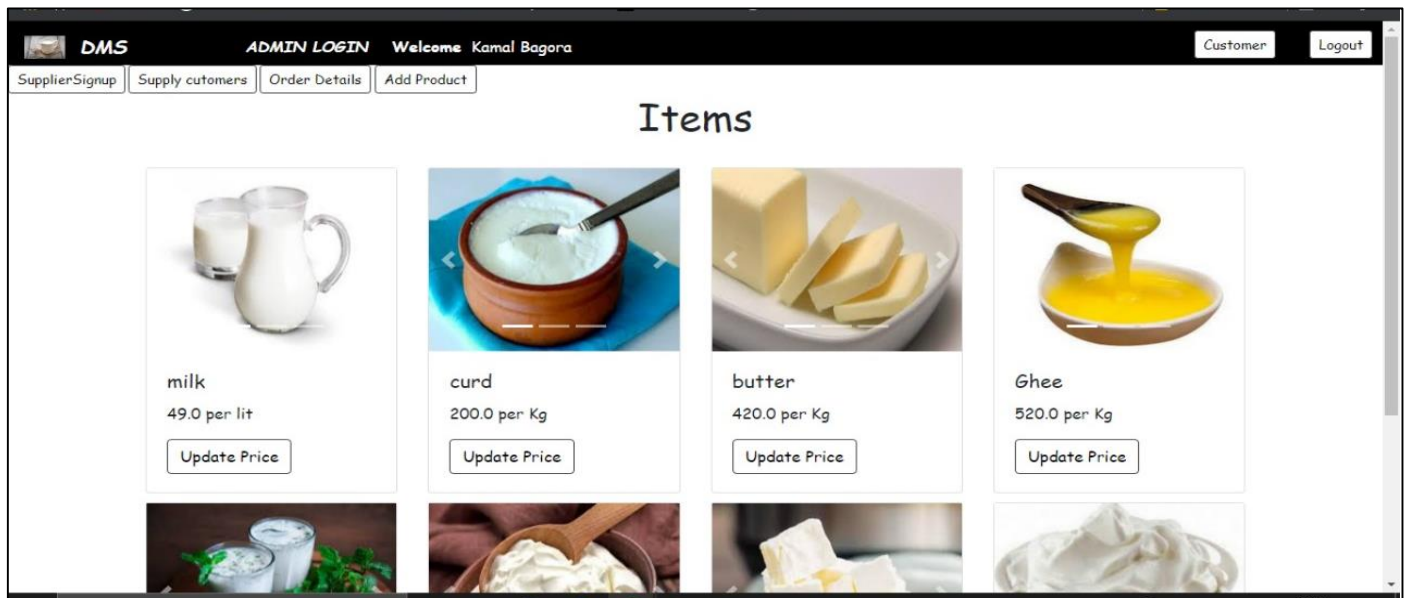 DMS ADMIN LOGIN Welcome Kamal Bagora Customer Logout
SupplierSignup Supply cutomers Order Details Add Product
Items
milk curd butter Ghee
49.0 per lit 200.0 per Kg 420.0 per Kg 520.0 per Kg
Update Price Update Price Update Price Update Price